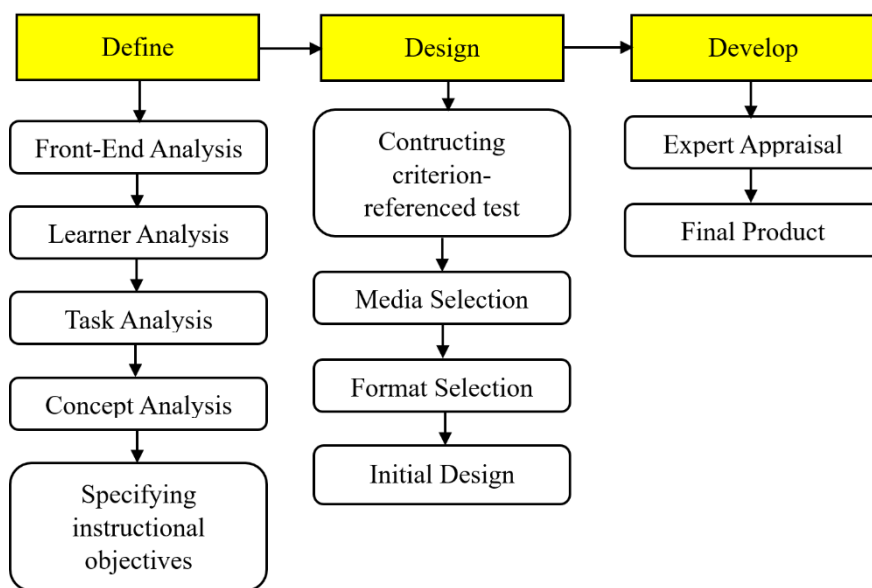 Define
Front-End Analysis
Learner Analysis
Task Analysis
Concept Analysis
Specifying
instructional
objectives
Design
Contructing
criterion-
referenced test
Media Selection
Format Selection
Initial Design
Develop
Expert Appraisal
Final Product